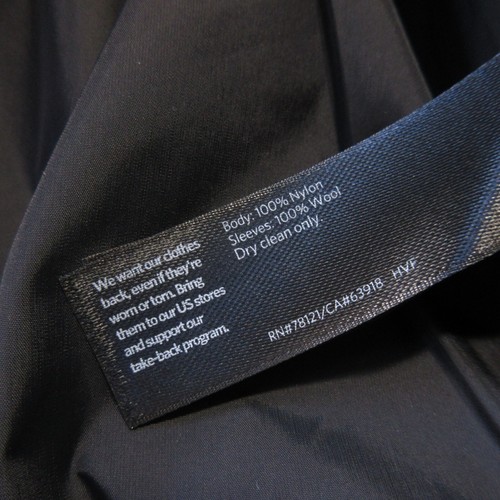 We want our clothes
back, even if they're
worn or torn. Bring
them to our US stores
and support our
take-back program.
Body: 100% Nylon
Sleeves: 100% Wool
Dry clean only.
RN#78121/CA#63918 HVF